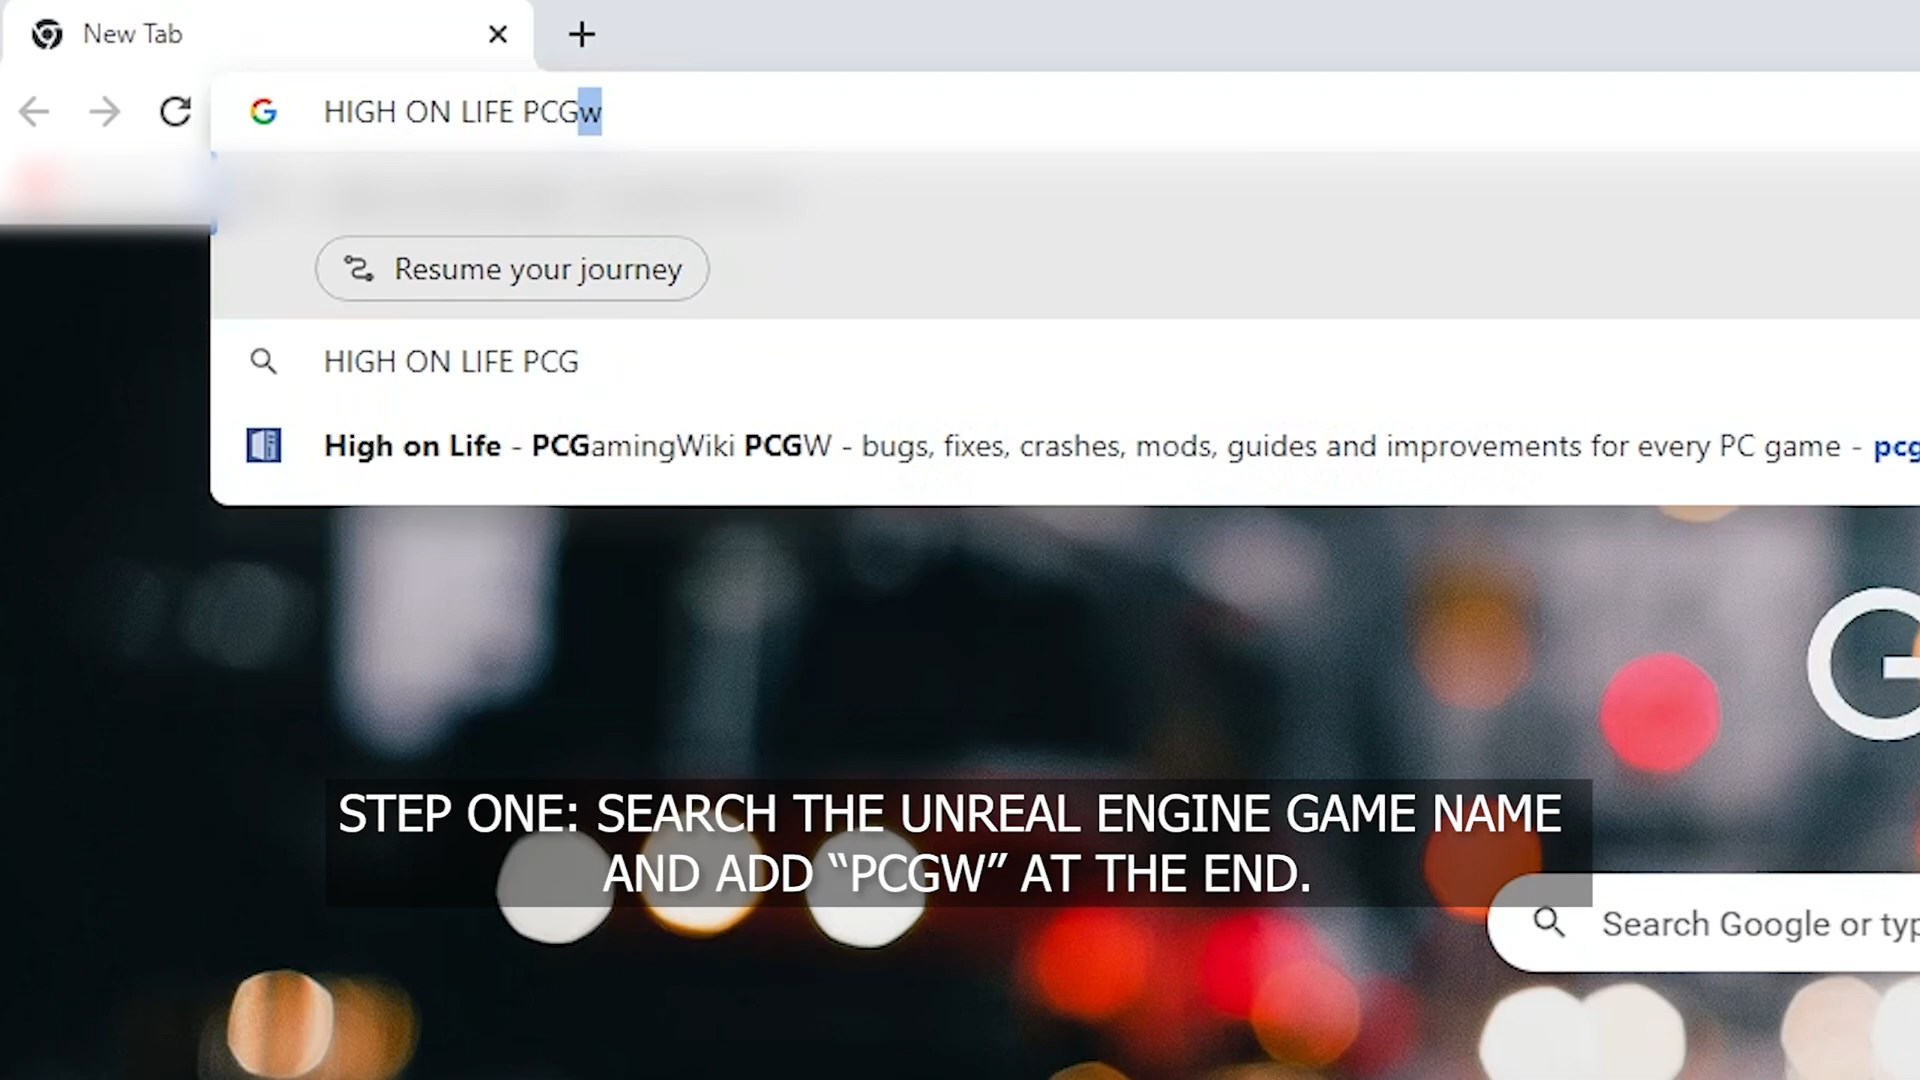 New Tab
HIGH ON LIFE PCGw
Resume your journey
HIGH ON LIFE PCG
High on Life - PCGamingWiki PCGW - bugs, fixes, crashes, mods, guides and improvements for every PC game - pcg
G
STEP ONE: SEARCH THE UNREAL ENGINE GAME NAME
AND ADD “PCGW” AT THE END.
Search Google or typ